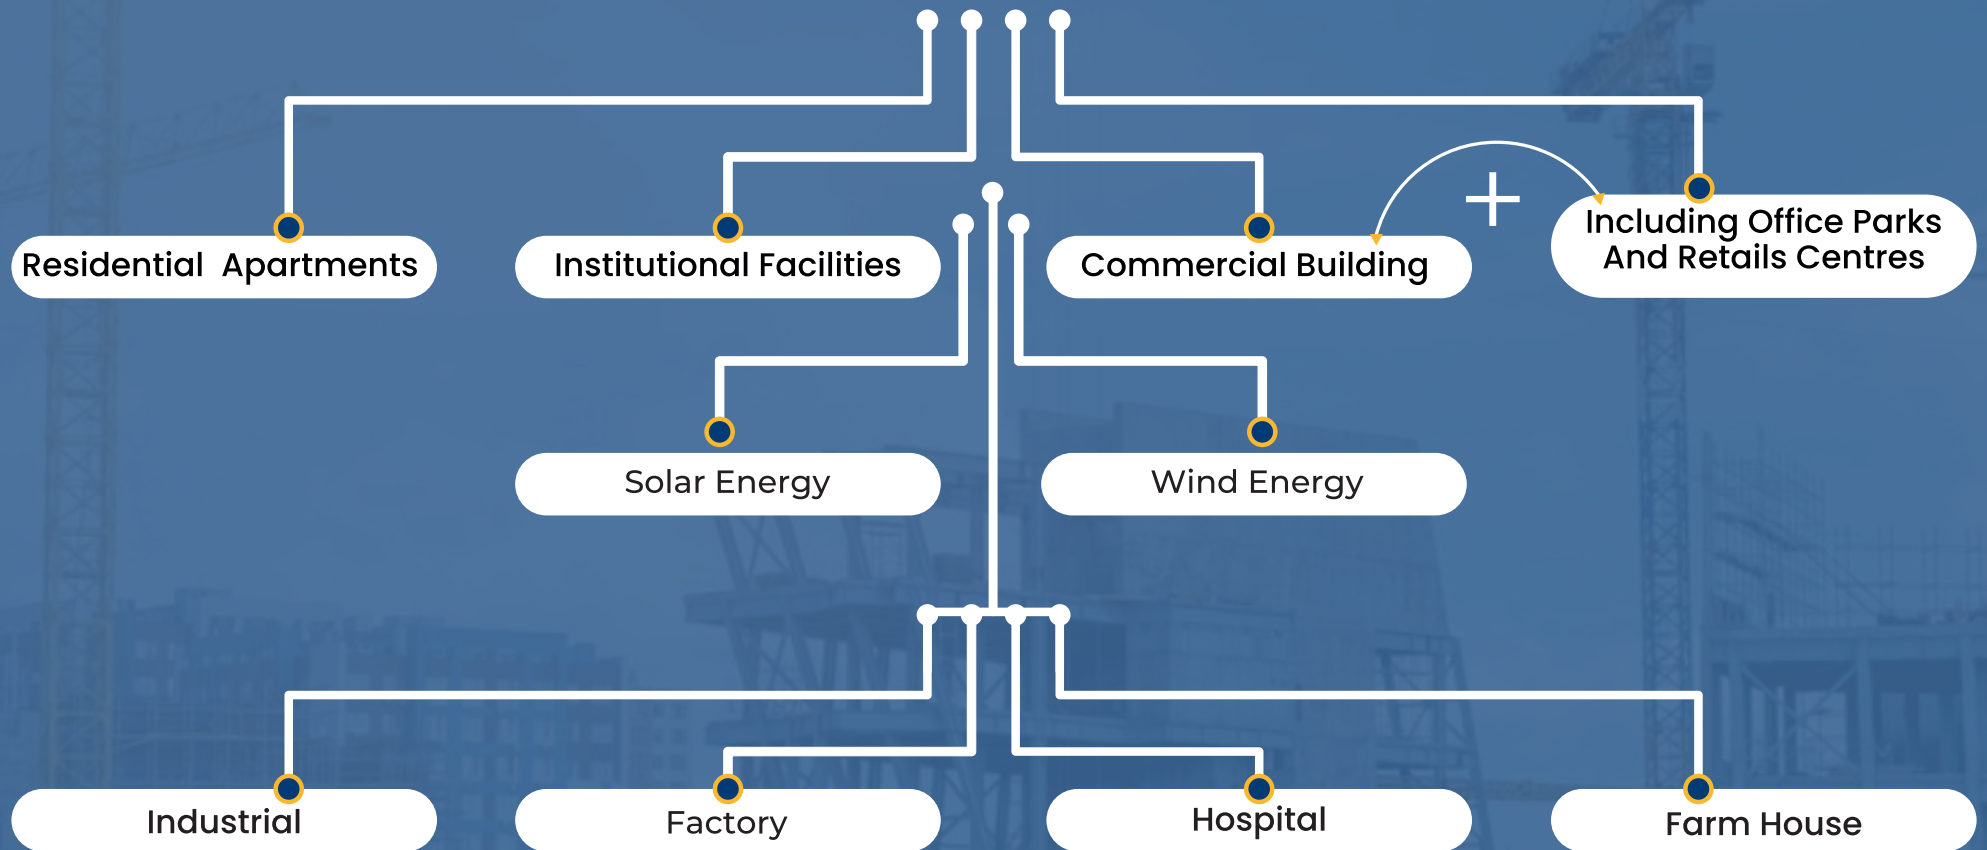 Residential Apartments
Institutional Facilities
Commercial Building
+
Including Office Parks
And Retails Centres
Solar Energy
Wind Energy
Industrial
Factory
Hospital
Farm House